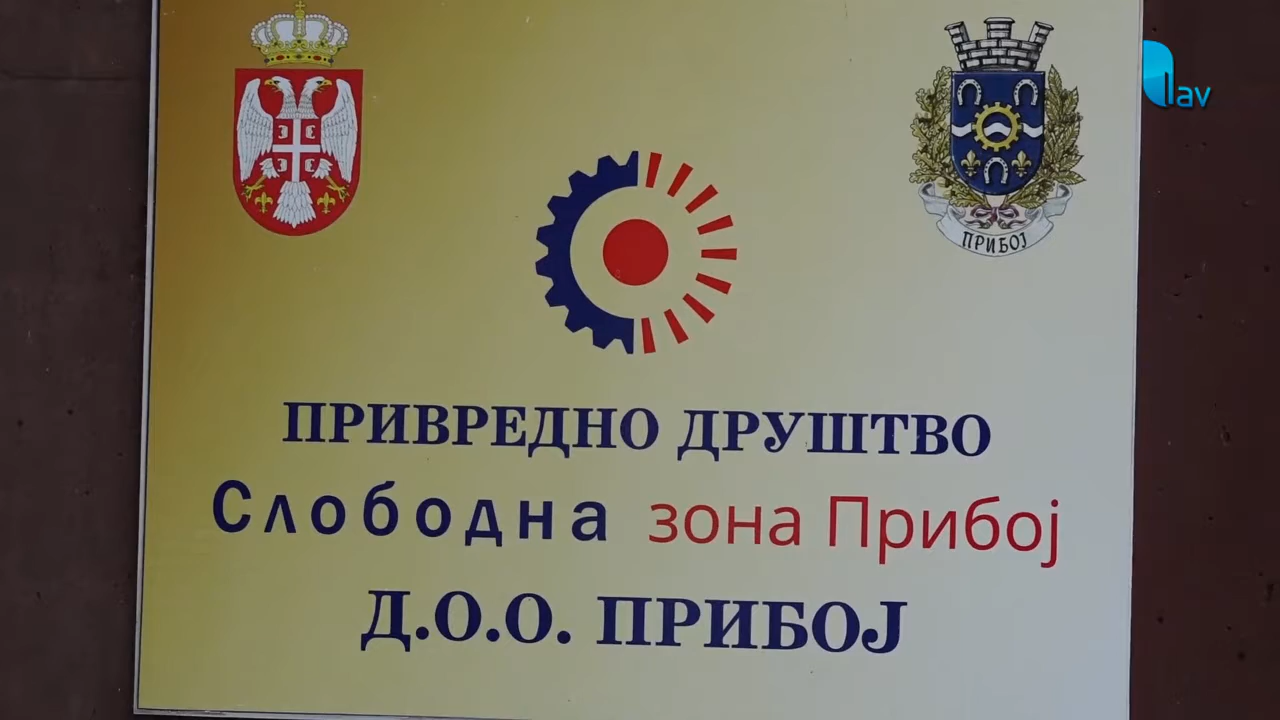 lav
ПРИБОЈ
ПРИВРЕДНО ДРУШТВО
Слободна зона Прибој
Д.О.О. ПРИБОЈ